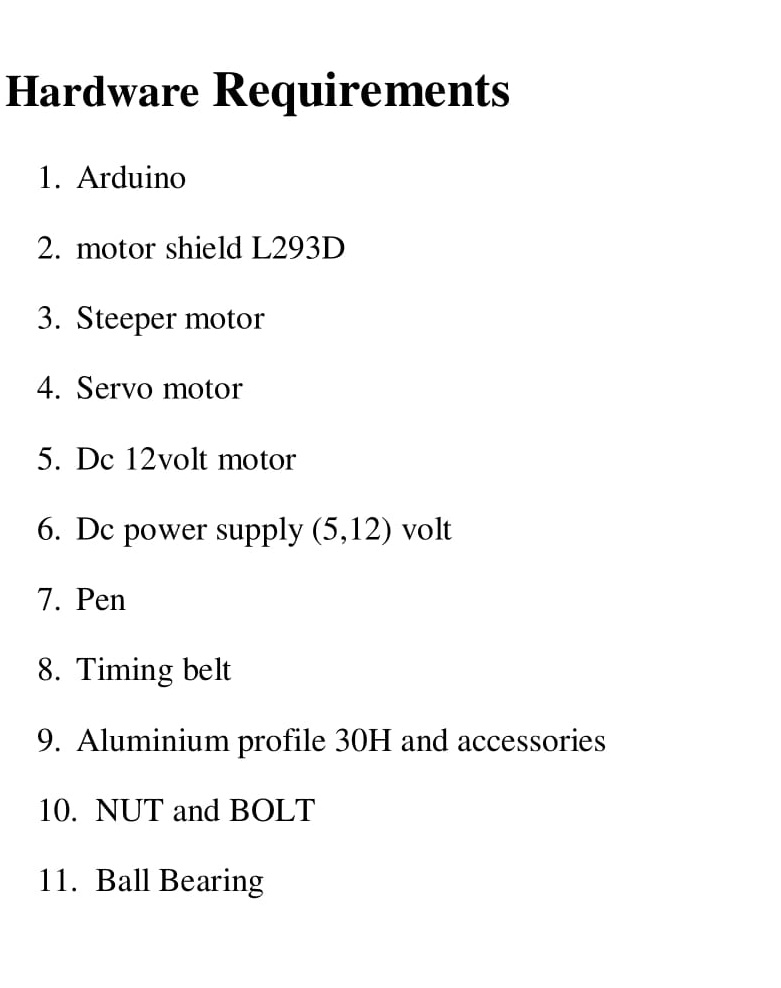 Hardware Requirements
1. Arduino
2. motor shield L293D
3. Steeper motor
4. Servo motor
5. Dc 12volt motor
6. Dc power supply (5,12) volt
7. Pen
8. Timing belt
9. Aluminium profile 30H and accessories
10. NUT and BOLT
11. Ball Bearing